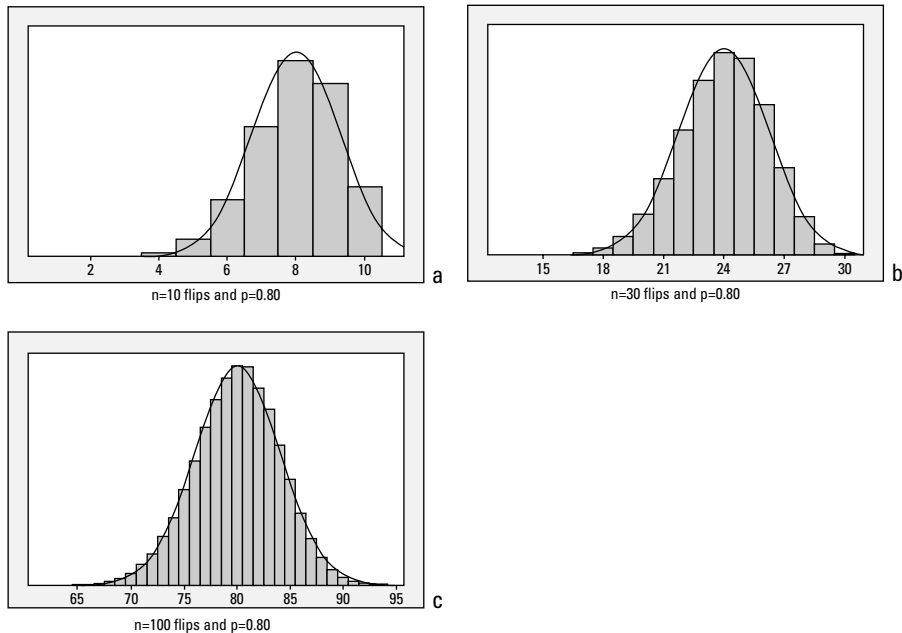 2 4 6 8 10
a
n=10 flips and p=0.80
15 18 21 24 27 30
b
n=30 flips and p=0.80
65 70 75 80 85 90 95
c
n=100 flips and p=0.80